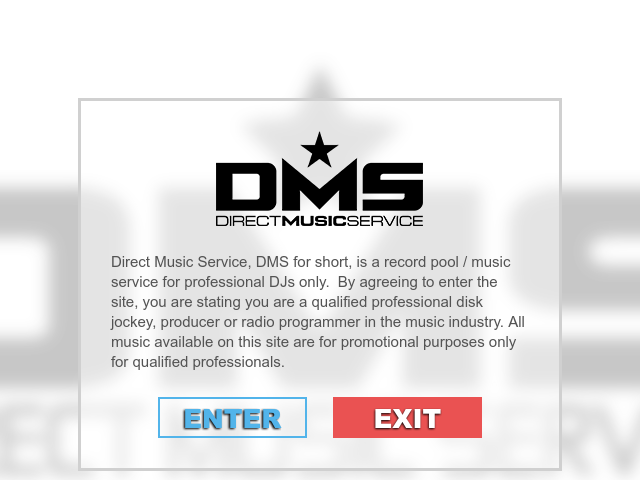 DMS
DIRECTMUSICSERVICE
Direct Music Service, DMS for short, is a record pool / music
service for professional DJs only.  By agreeing to enter the
site, you are stating you are a qualified professional disk
jockey, producer or radio programmer in the music industry. All
music available on this site are for promotional purposes only
for qualified professionals.
ENTER EXIT